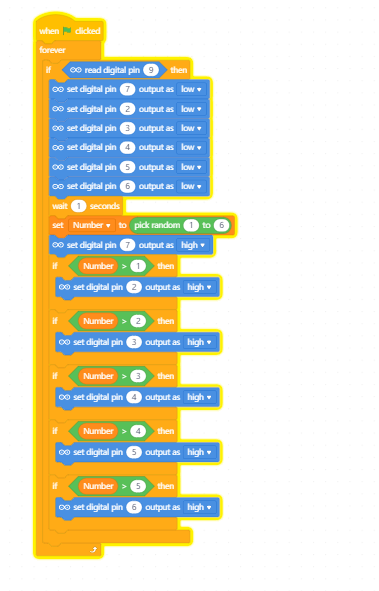 when clicked
forever
if read digital pin 9 then
set digital pin 7 output as low
set digital pin 2 output as low
set digital pin 3 output as low
set digital pin 4 output as low
set digital pin 5 output as low
set digital pin 6 output as low
wait 1 seconds
set Number to pick random 1 to 6
set digital pin 7 output as high
if Number > 1 then
set digital pin 2 output as high
if Number > 2 then
set digital pin 3 output as high
if Number > 3 then
set digital pin 4 output as high
if Number > 4 then
set digital pin 5 output as high
if Number > 5 then
set digital pin 6 output as high